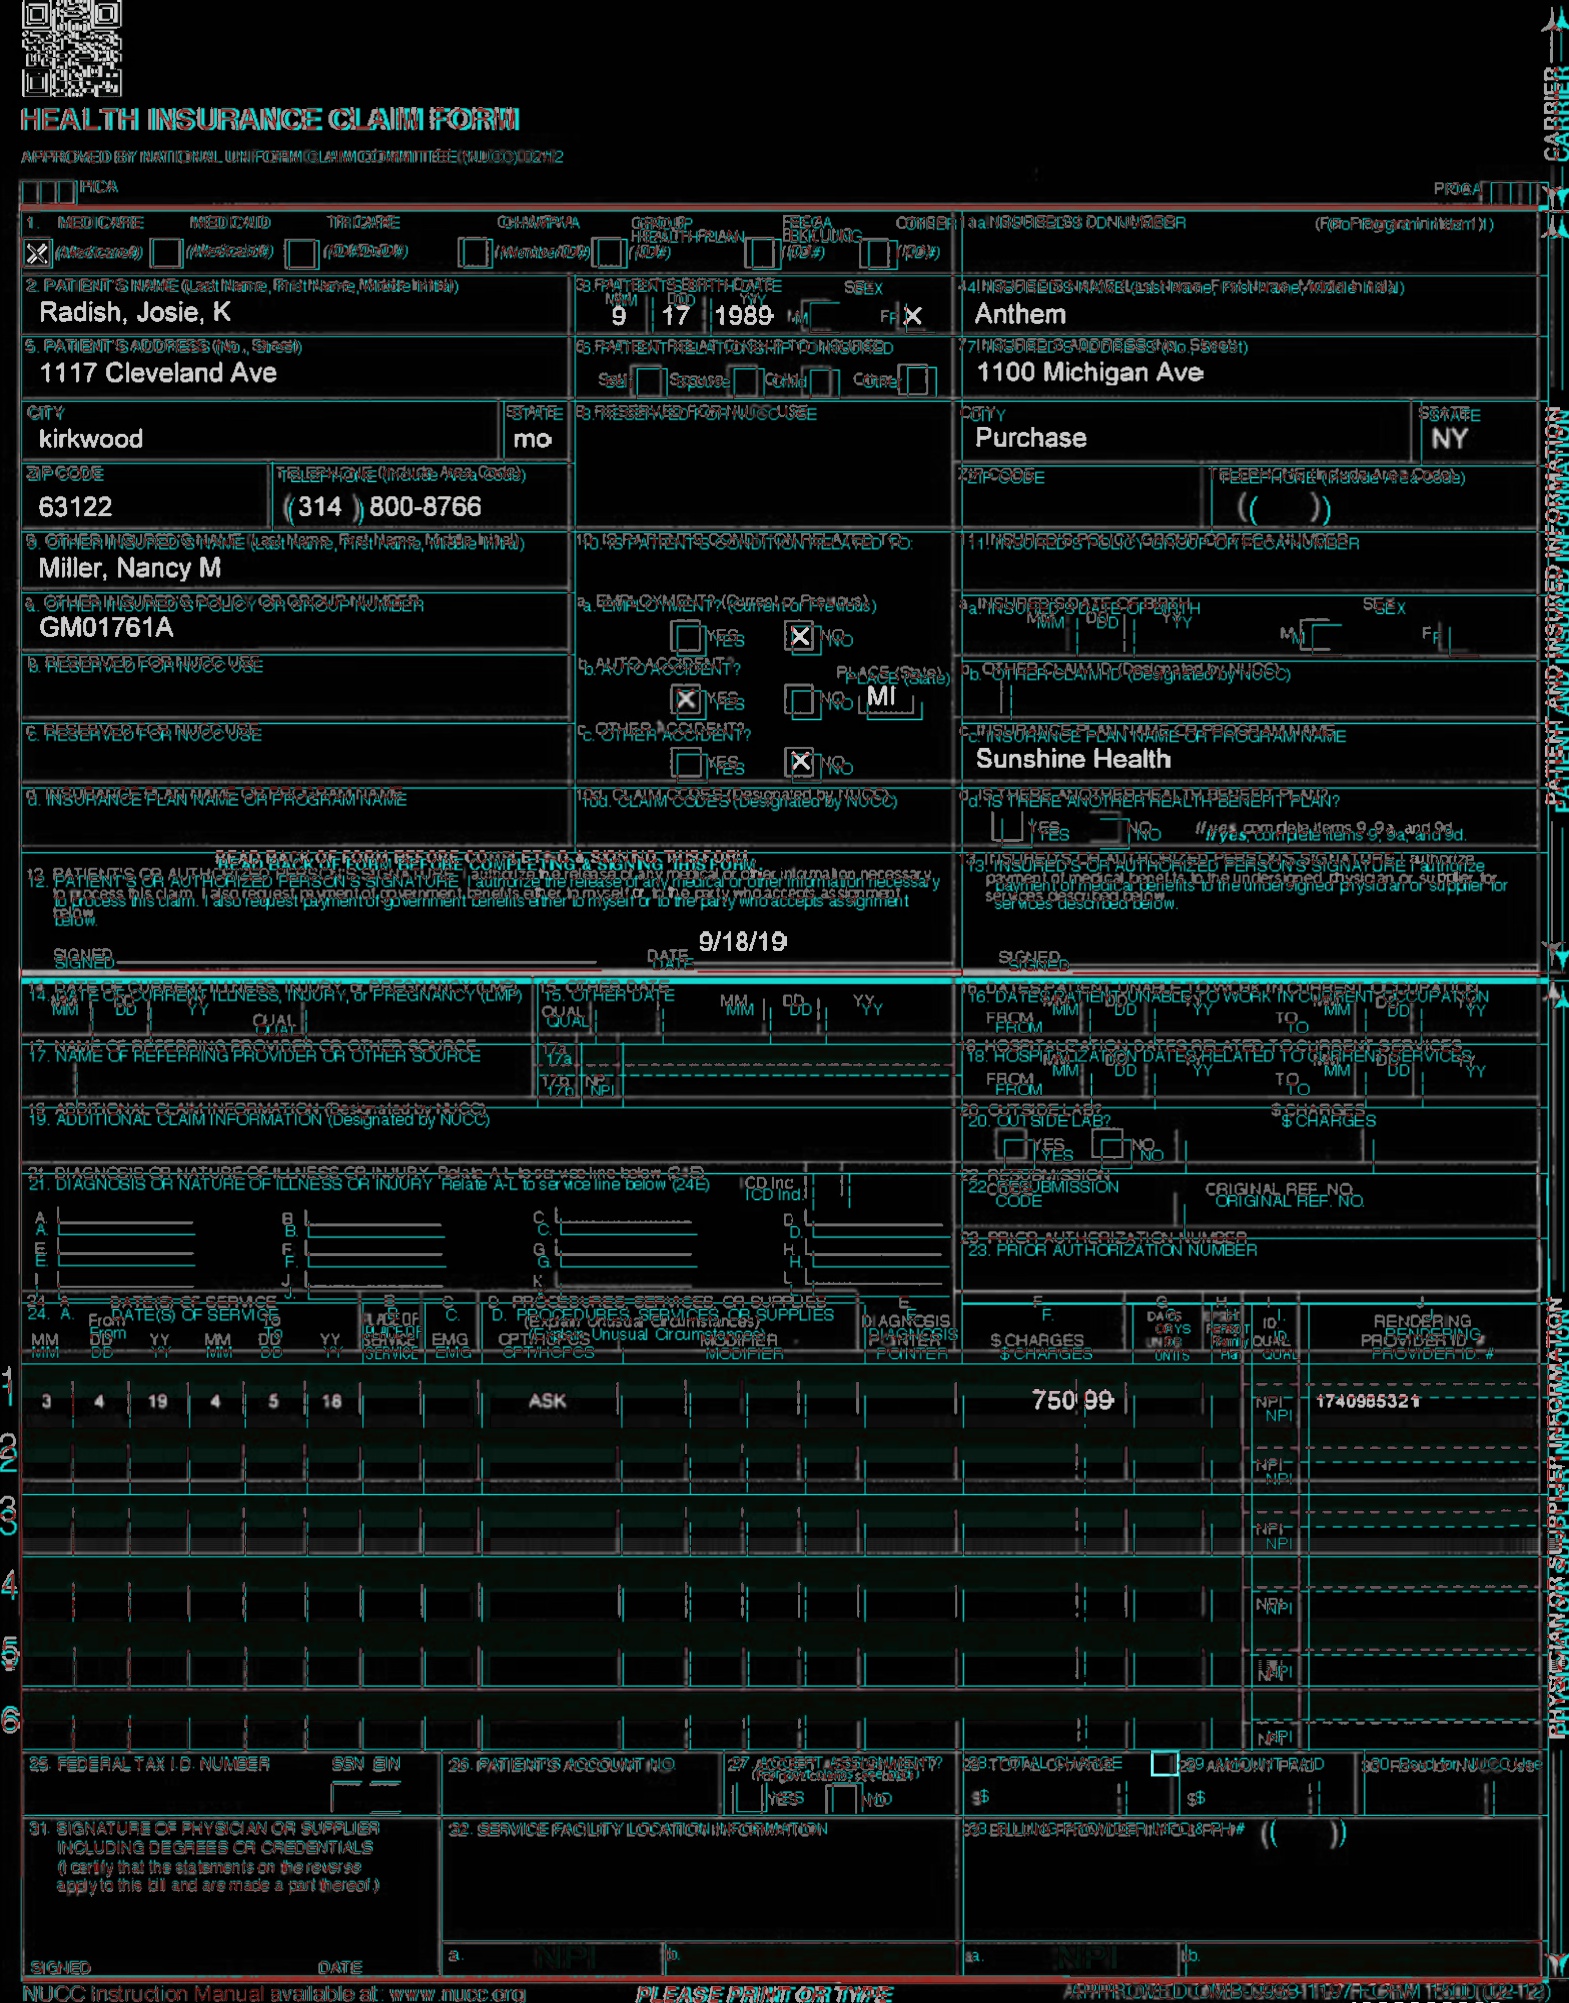 HEALTH INSURANCE CLAIM FORM
APPROVED BY NATIONAL UNIFORM CLAIM COMMITTEE (NUCC) 02/12
PICA
PICA
CARRIER
1. MEDICARE MEDICAID TRICARE CHAMPVA GROUP HEALTH PLAN FECA BLK LUNG OTHER
(Medicare#) (Medicaid#) (ID#/DoD#) (Member ID#) (ID#) (ID#) (ID#)
1a. INSURED'S I.D. NUMBER (For Program in Item 1)
2. PATIENT'S NAME (Last Name, First Name, Middle Initial)
Radish, Josie, K
3. PATIENT'S BIRTH DATE SEX
MM DD YY
9 17 1989 M F X
4. INSURED'S NAME (Last Name, First Name, Middle Initial)
Anthem
5. PATIENT'S ADDRESS (No., Street)
1117 Cleveland Ave
6. PATIENT RELATIONSHIP TO INSURED
Self Spouse Child Other
7. INSURED'S ADDRESS (No., Street)
1100 Michigan Ave
CITY STATE
kirkwood mo
8. RESERVED FOR NUCC USE
CITY STATE
Purchase NY
ZIP CODE TELEPHONE (Include Area Code)
63122 (314) 800-8766
ZIP CODE TELEPHONE (Include Area Code)
( )
9. OTHER INSURED'S NAME (Last Name, First Name, Middle Initial)
Miller, Nancy M
10. IS PATIENT'S CONDITION RELATED TO:
11. INSURED'S POLICY GROUP OR FECA NUMBER
a. OTHER INSURED'S POLICY OR GROUP NUMBER
GM01761A
a. EMPLOYMENT? (Current or Previous)
YES X NO
a. INSURED'S DATE OF BIRTH SEX
MM DD YY M F
b. RESERVED FOR NUCC USE
b. AUTO ACCIDENT? PLACE (State)
X YES NO MI
b. OTHER CLAIM ID (Designated by NUCC)
c. RESERVED FOR NUCC USE
c. OTHER ACCIDENT?
YES X NO
c. INSURANCE PLAN NAME OR PROGRAM NAME
Sunshine Health
d. INSURANCE PLAN NAME OR PROGRAM NAME
10d. CLAIM CODES (Designated by NUCC)
d. IS THERE ANOTHER HEALTH BENEFIT PLAN?
YES NO If yes, complete items 9, 9a, and 9d.
READ BACK OF FORM BEFORE COMPLETING & SIGNING THIS FORM.
12. PATIENT'S OR AUTHORIZED PERSON'S SIGNATURE I authorize the release of any medical or other information necessary
to process this claim. I also request payment of government benefits either to myself or to the party who accepts assignment
below.
9/18/19
SIGNED DATE
13. INSURED'S OR AUTHORIZED PERSON'S SIGNATURE I authorize
payment of medical benefits to the undersigned physician or supplier for
services described below.
SIGNED
PATIENT AND INSURED INFORMATION
14. DATE OF CURRENT ILLNESS, INJURY, or PREGNANCY (LMP)
MM DD YY QUAL.
15. OTHER DATE
QUAL. MM DD YY
16. DATES PATIENT UNABLE TO WORK IN CURRENT OCCUPATION
FROM MM DD YY TO MM DD YY
17. NAME OF REFERRING PROVIDER OR OTHER SOURCE
17a.
17b. NPI
18. HOSPITALIZATION DATES RELATED TO CURRENT SERVICES
FROM MM DD YY TO MM DD YY
19. ADDITIONAL CLAIM INFORMATION (Designated by NUCC)
20. OUTSIDE LAB? $ CHARGES
YES NO
21. DIAGNOSIS OR NATURE OF ILLNESS OR INJURY Relate A-L to service line below (24E) ICD Ind.
A. B. C. D.
E. F. G. H.
I. J. K. L.
22. RESUBMISSION CODE ORIGINAL REF. NO.
23. PRIOR AUTHORIZATION NUMBER
24. A. DATE(S) OF SERVICE
From To
MM DD YY MM DD YY
B. PLACE OF SERVICE
C. EMG
D. PROCEDURES, SERVICES, OR SUPPLIES
(Explain Unusual Circumstances)
CPT/HCPCS MODIFIER
E. DIAGNOSIS POINTER
F. $ CHARGES
G. DAYS OR UNITS
H.
I. ID. QUAL.
J. RENDERING PROVIDER ID. #
1 3 4 19 4 5 18 ASK 750 99 NPI 1740985321
2 NPI
3 NPI
4 NPI
5 NPI
6 NPI
PHYSICIAN OR SUPPLIER INFORMATION
25. FEDERAL TAX I.D. NUMBER SSN EIN
26. PATIENT'S ACCOUNT NO.
27. ACCEPT ASSIGNMENT?
YES NO
28. TOTAL CHARGE
$
29. AMOUNT PAID
$
30. Rsvd for NUCC Use
31. SIGNATURE OF PHYSICIAN OR SUPPLIER
INCLUDING DEGREES OR CREDENTIALS
(I certify that the statements on the reverse
apply to this bill and are made a part thereof.)
SIGNED DATE
32. SERVICE FACILITY LOCATION INFORMATION
a. NPI b.
33. BILLING PROVIDER INFO & PH # ( )
a. NPI b.
NUCC Instruction Manual available at: www.nucc.org
PLEASE PRINT OR TYPE